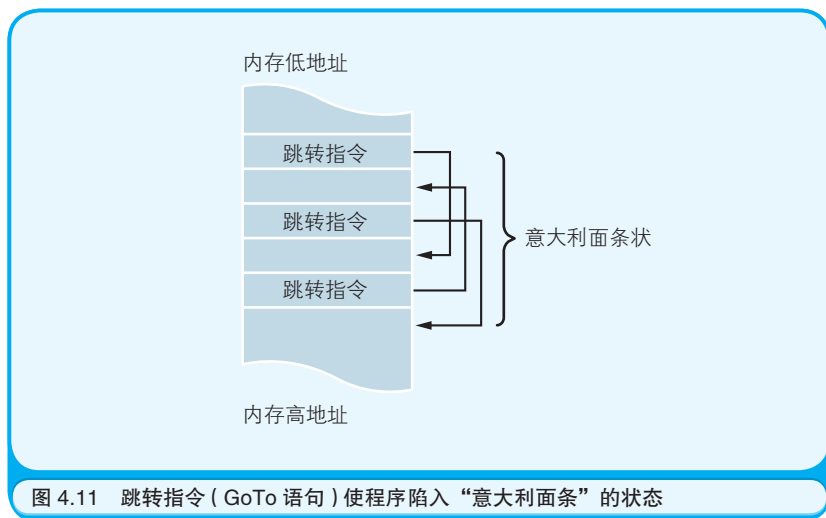 内存低地址
跳转指令
跳转指令
跳转指令
意大利面条状
内存高地址
图 4.11 跳转指令 ( GoTo 语句 ) 使程序陷入“意大利面条”的状态